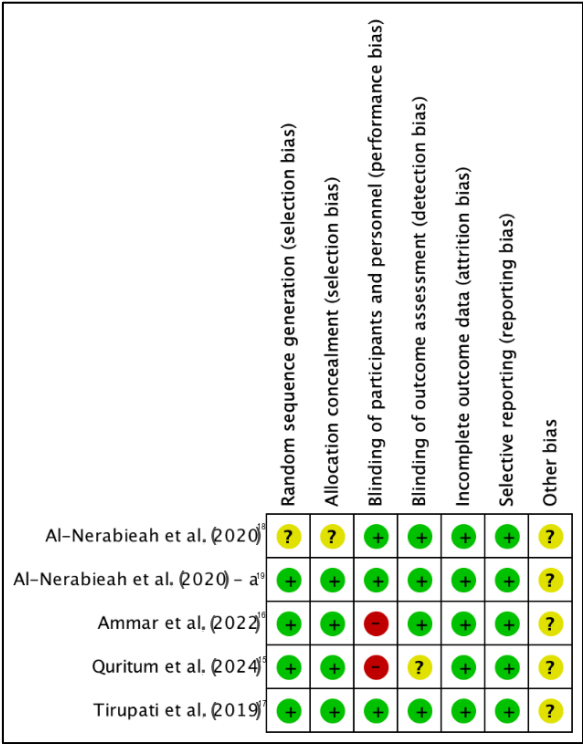 Random sequence generation (selection bias)
Allocation concealment (selection bias)
Blinding of participants and personnel (performance bias)
Blinding of outcome assessment (detection bias)
Incomplete outcome data (attrition bias)
Selective reporting (reporting bias)
Other bias
Al-Nerabieah et al. (2020)18 ? ? + + + + ?
Al-Nerabieah et al. (2020) – a19 + + + + + + ?
Ammar et al. (2022)16 + + – + + + ?
Quritum et al. (2024)15 + + – ? + + ?
Tirupati et al. (2019)17 + + + + + + ?